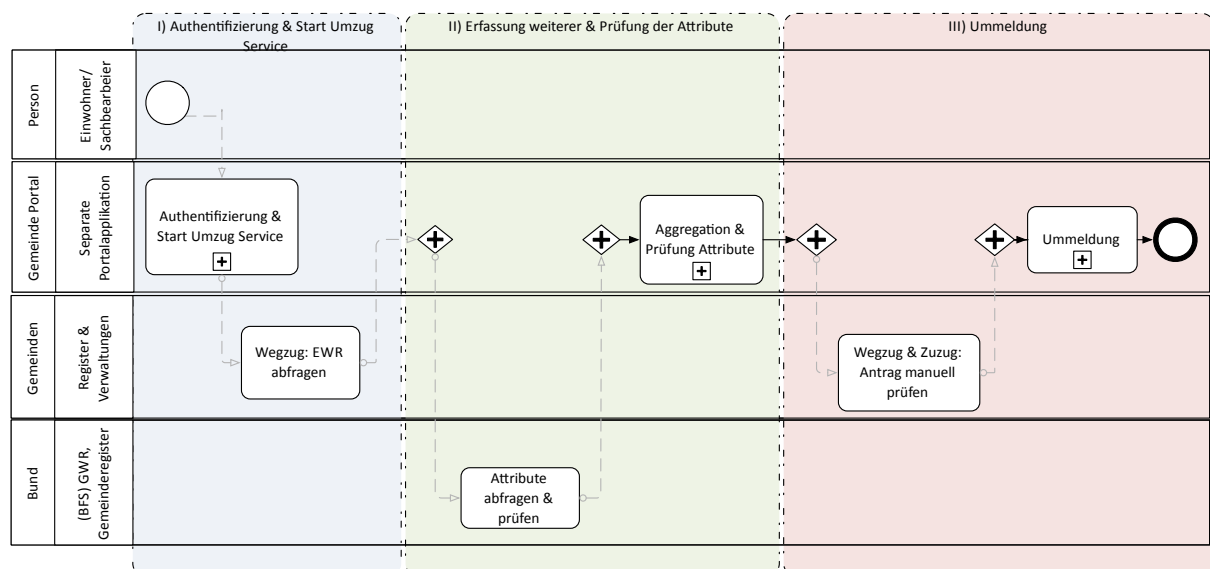 I) Authentifizierung & Start Umzug
Service
II) Erfassung weiterer & Prüfung der Attribute
III) Ummeldung
Person
Einwohner/
Sachbearbeier
Gemeinde Portal
Separate
Portalapplikation
Authentifizierung &
Start Umzug Service
Aggregation &
Prüfung Attribute
Ummeldung
Gemeinden
Register &
Verwaltungen
Wegzug: EWR
abfragen
Wegzug & Zuzug:
Antrag manuell
prüfen
Bund
(BFS) GWR,
Gemeinderegister
Attribute
abfragen &
prüfen